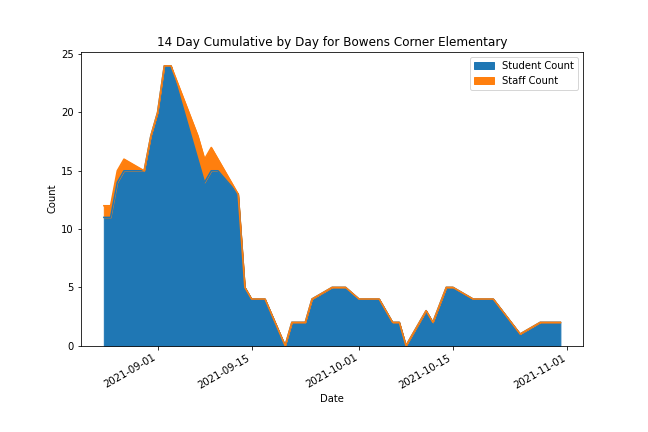 14 Day Cumulative by Day for Bowens Corner Elementary
25
20
15
10
5
0
Count
Student Count
Staff Count
2021-09-01
2021-09-15
2021-10-01
2021-10-15
2021-11-01
Date